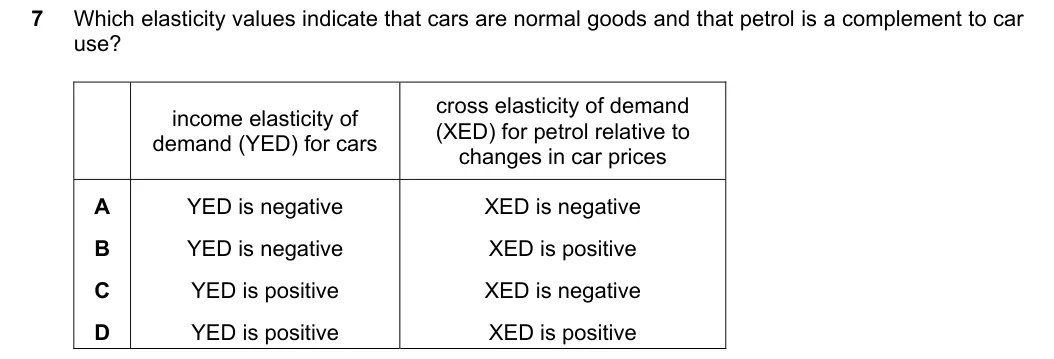 7 Which elasticity values indicate that cars are normal goods and that petrol is a complement to car
use?
income elasticity of
demand (YED) for cars
cross elasticity of demand
(XED) for petrol relative to
changes in car prices
A YED is negative XED is negative
B YED is negative XED is positive
C YED is positive XED is negative
D YED is positive XED is positive